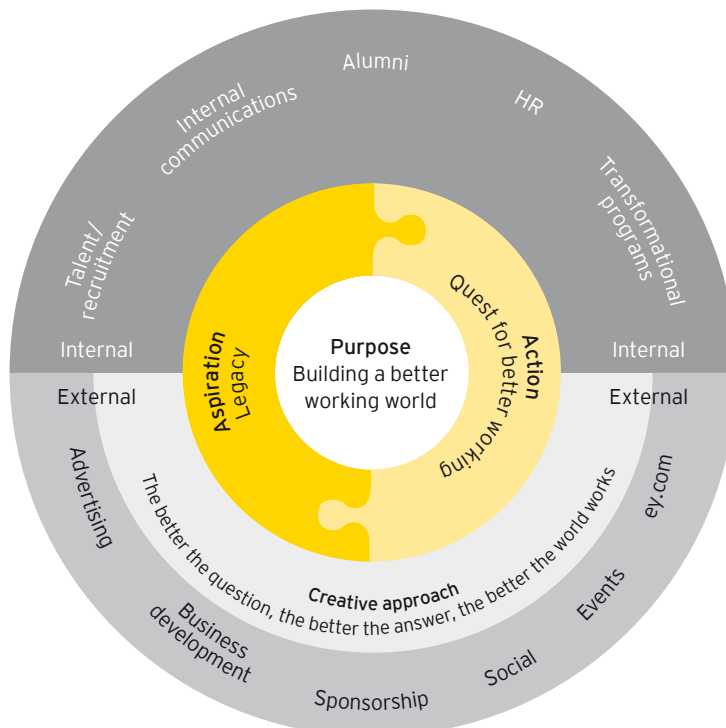 Alumni
Internal
communications
HR
Talent/
recruitment
Transformational
programs
Internal
Internal
Purpose
Building a better
working world
Aspiration
Legacy
Action
Quest for better working
External
External
Advertising
ey.com
Creative approach
The better the question, the better the answer, the better the world works
Business
development
Events
Social
Sponsorship